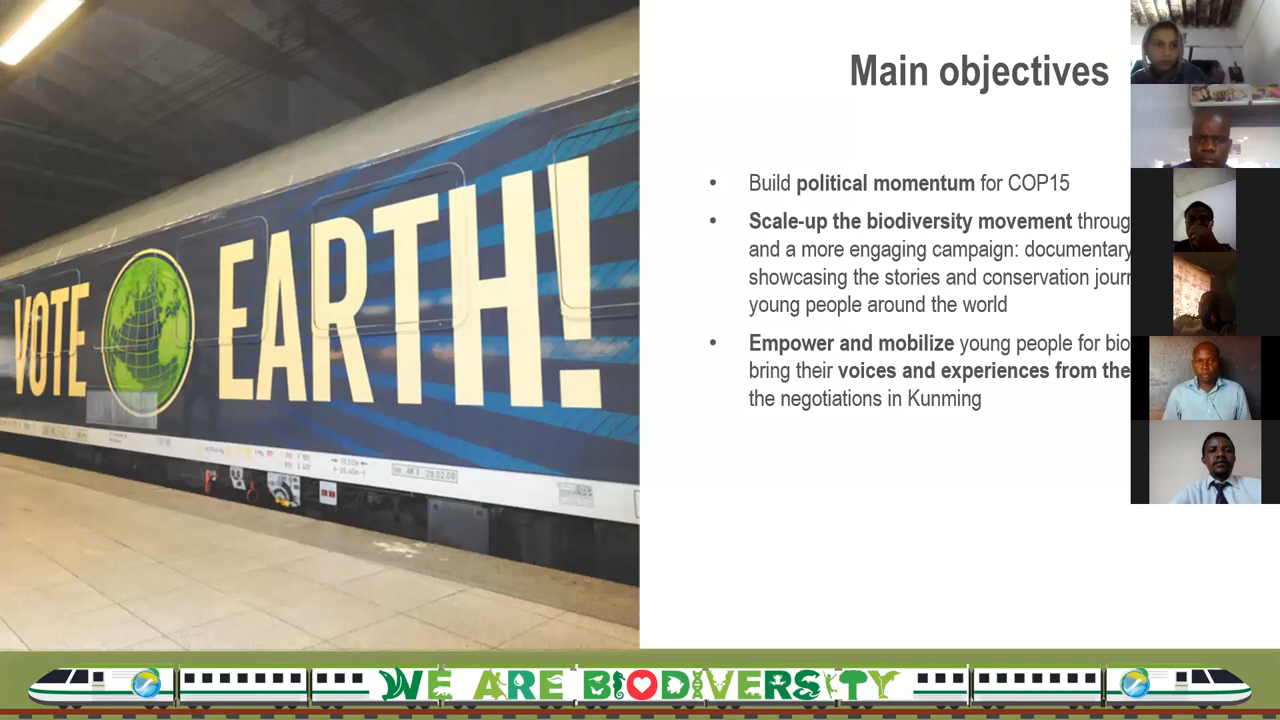 VOTE EARTH!
Main objectives
• Build political momentum for COP15
• Scale-up the biodiversity movement throug
and a more engaging campaign: documentary
showcasing the stories and conservation jour
young people around the world
• Empower and mobilize young people for bio
bring their voices and experiences from the
the negotiations in Kunming
WE ARE BIODIVERSITY